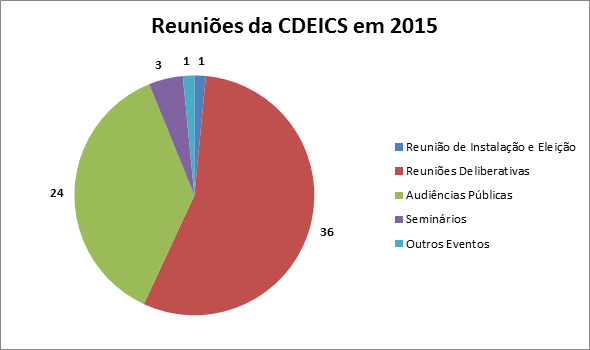 Reuniões da CDEICS em 2015
3
1
1
24
36
Reunião de Instalação e Eleição
Reuniões Deliberativas
Audiências Públicas
Seminários
Outros Eventos